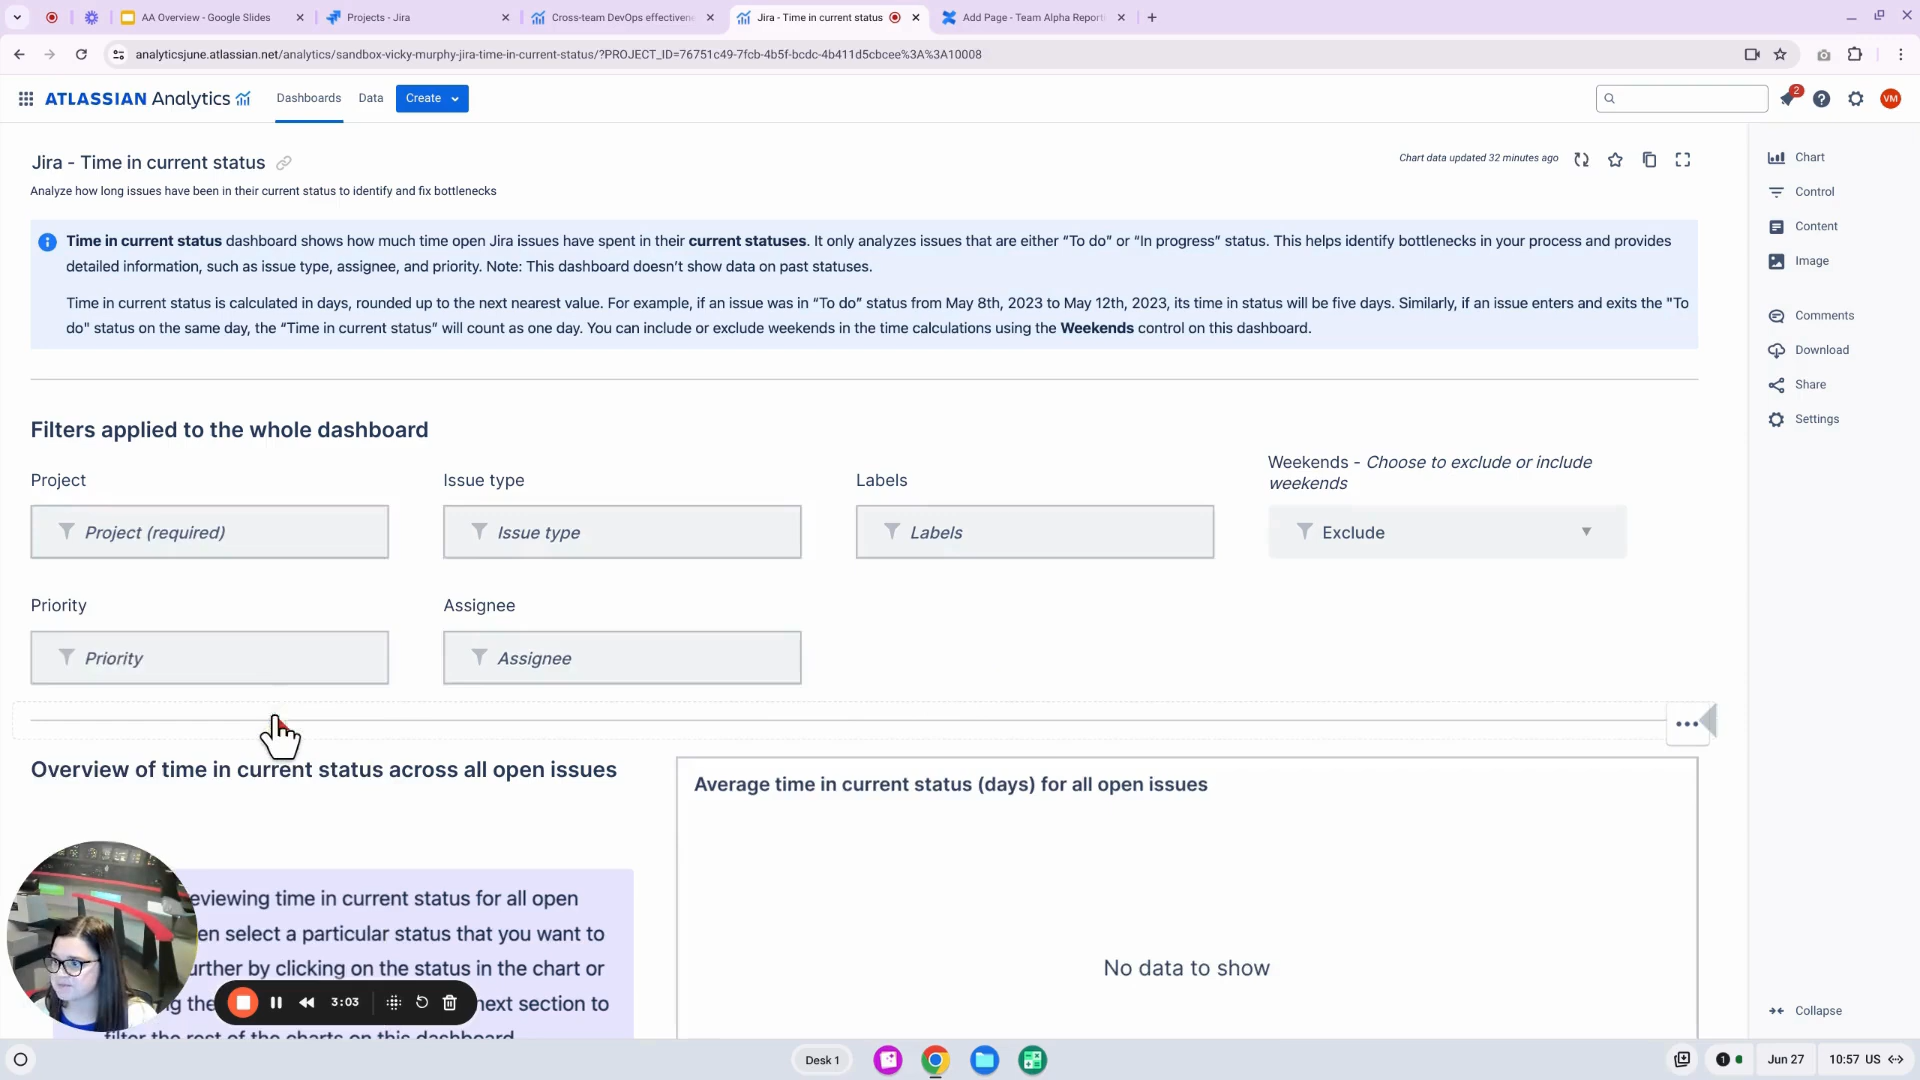 AA Overview - Google Slides
Projects - Jira
Cross-team DevOps effectiven
Jira - Time in current status
Add Page - Team Alpha Report
analyticsjune.atlassian.net/analytics/sandbox-vicky-murphy-jira-time-in-current-status/?PROJECT_ID=76751c49-7fcb-4b5f-bcdc-4b411d5cbcee%3A%3A10008
ATLASSIAN Analytics
Dashboards
Data
Create
2
VM
Jira - Time in current status
Chart data updated 32 minutes ago
Analyze how long issues have been in their current status to identify and fix bottlenecks
Time in current status dashboard shows how much time open Jira issues have spent in their current statuses. It only analyzes issues that are either “To do” or “In progress” status. This helps identify bottlenecks in your process and provides
detailed information, such as issue type, assignee, and priority. Note: This dashboard doesn’t show data on past statuses.
Time in current status is calculated in days, rounded up to the next nearest value. For example, if an issue was in “To do” status from May 8th, 2023 to May 12th, 2023, its time in status will be five days. Similarly, if an issue enters and exits the "To
do" status on the same day, the “Time in current status” will count as one day. You can include or exclude weekends in the time calculations using the Weekends control on this dashboard.
Chart
Control
Content
Image
Comments
Download
Share
Settings
Filters applied to the whole dashboard
Project
Issue type
Labels
Weekends - Choose to exclude or include
weekends
Project (required)
Issue type
Labels
Exclude
Priority
Assignee
Priority
Assignee
Overview of time in current status across all open issues
Average time in current status (days) for all open issues
No data to show
eviewing time in current status for all open
en select a particular status that you want to
urther by clicking on the status in the chart or
g the
next section to
filter the rest of the charts on this dashboard
3:03
Collapse
Desk 1
1
Jun 27
10:57 US